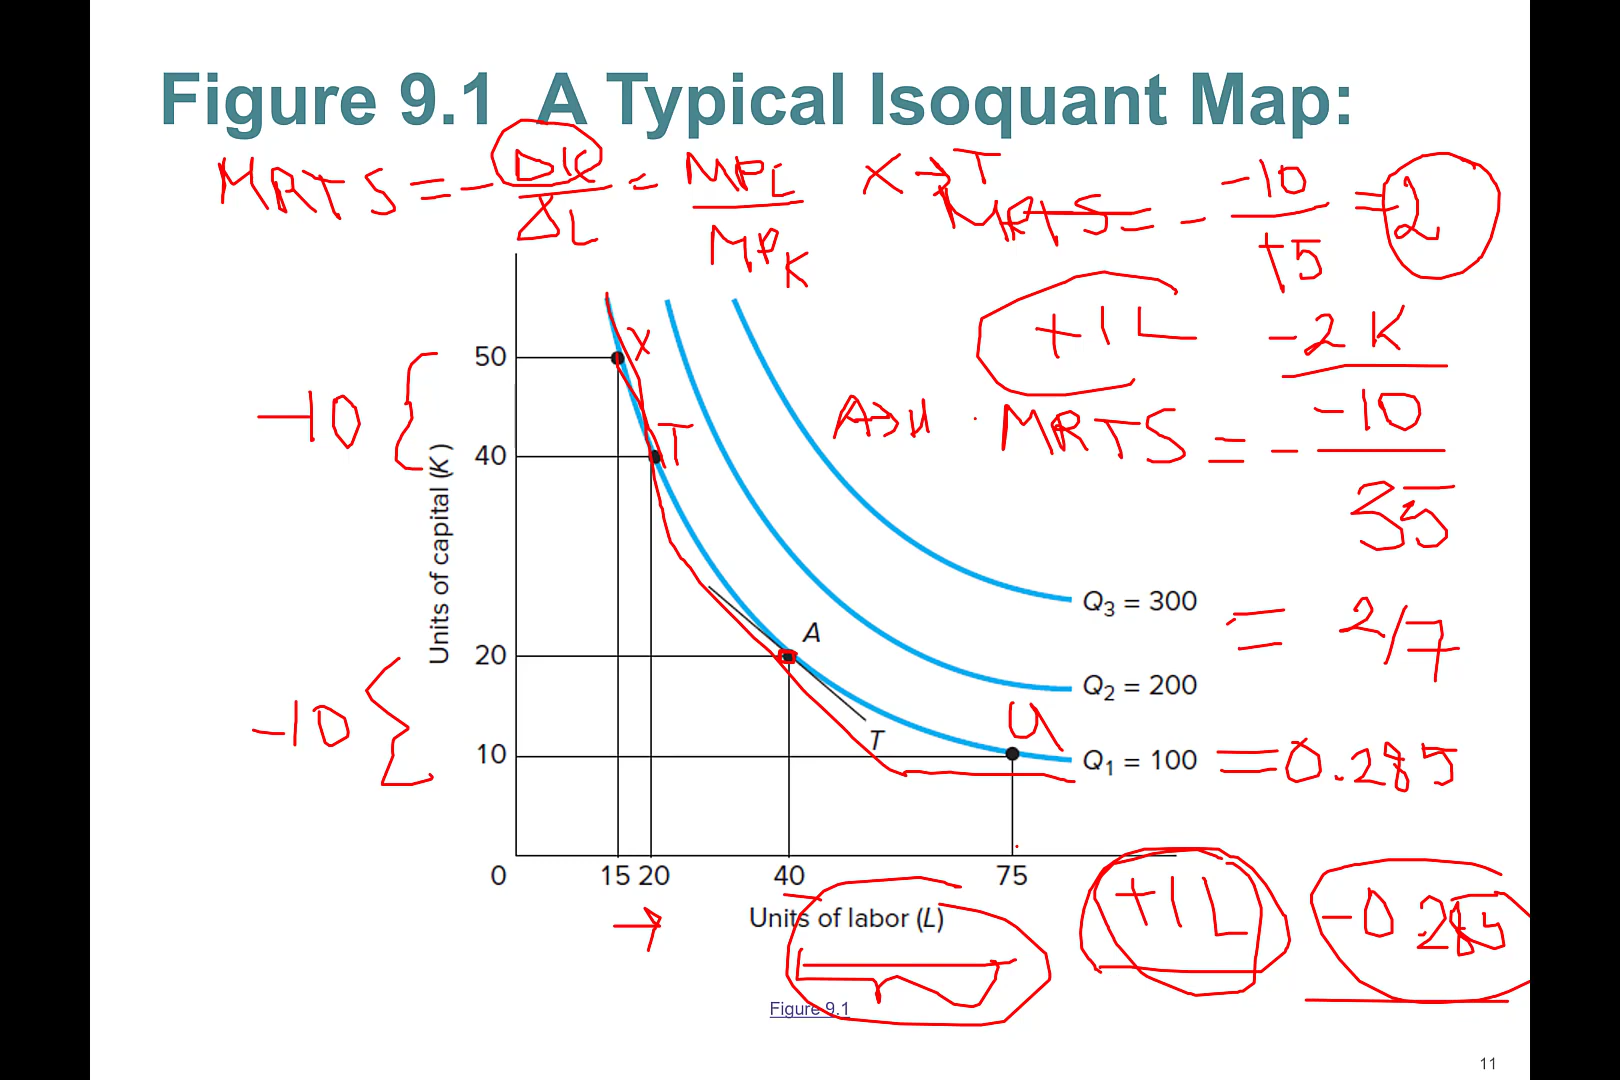 Figure 9.1 A Typical Isoquant Map:
MRTS = - ΔK/ΔL = MPL/MPK
X → T
MRTS = - -10/+5 = 2
+1L -2K
A→U · MRTS = - -10/35
= 2/7
= 0.285
+1L -0.285
-10
-10
Units of capital (K)
50
40
20
10
X
T
A
T
U
Q3 = 300
Q2 = 200
Q1 = 100
0 15 20 40 75
→
Units of labor (L)
Figure 9.1
11